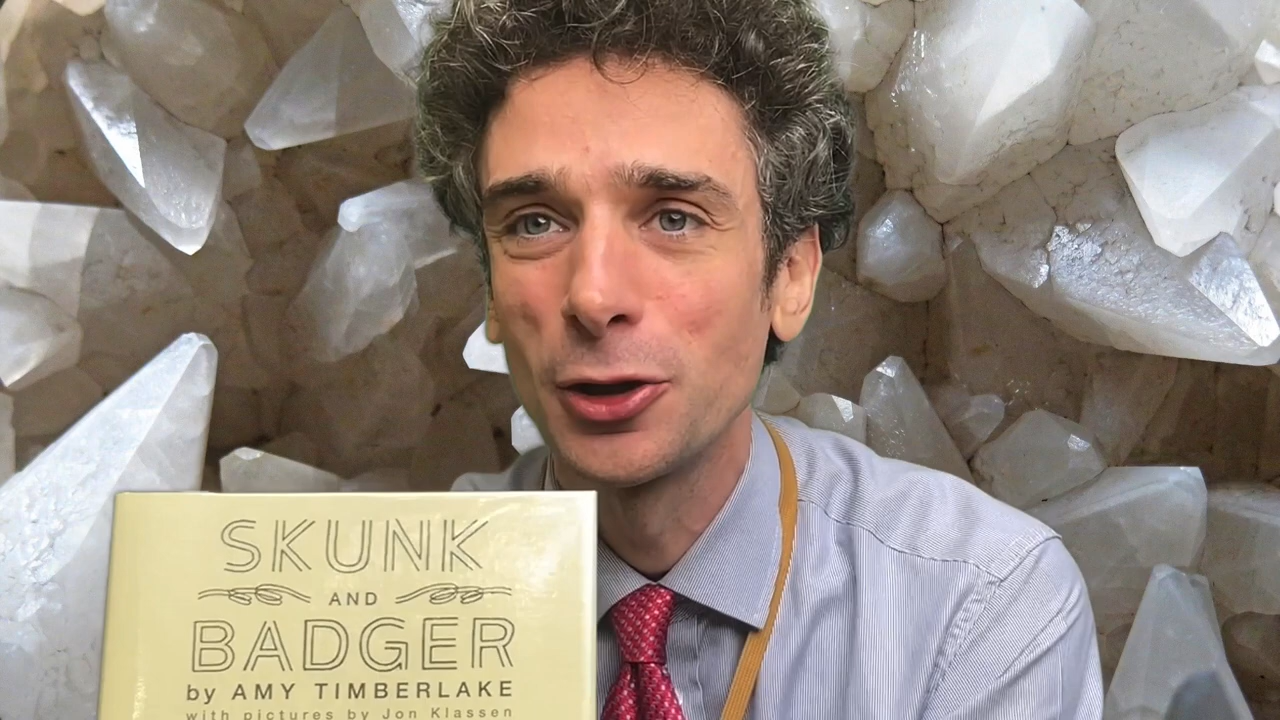 SKUNK
AND
BADGER
by AMY TIMBERLAKE
with pictures by Jon Klassen